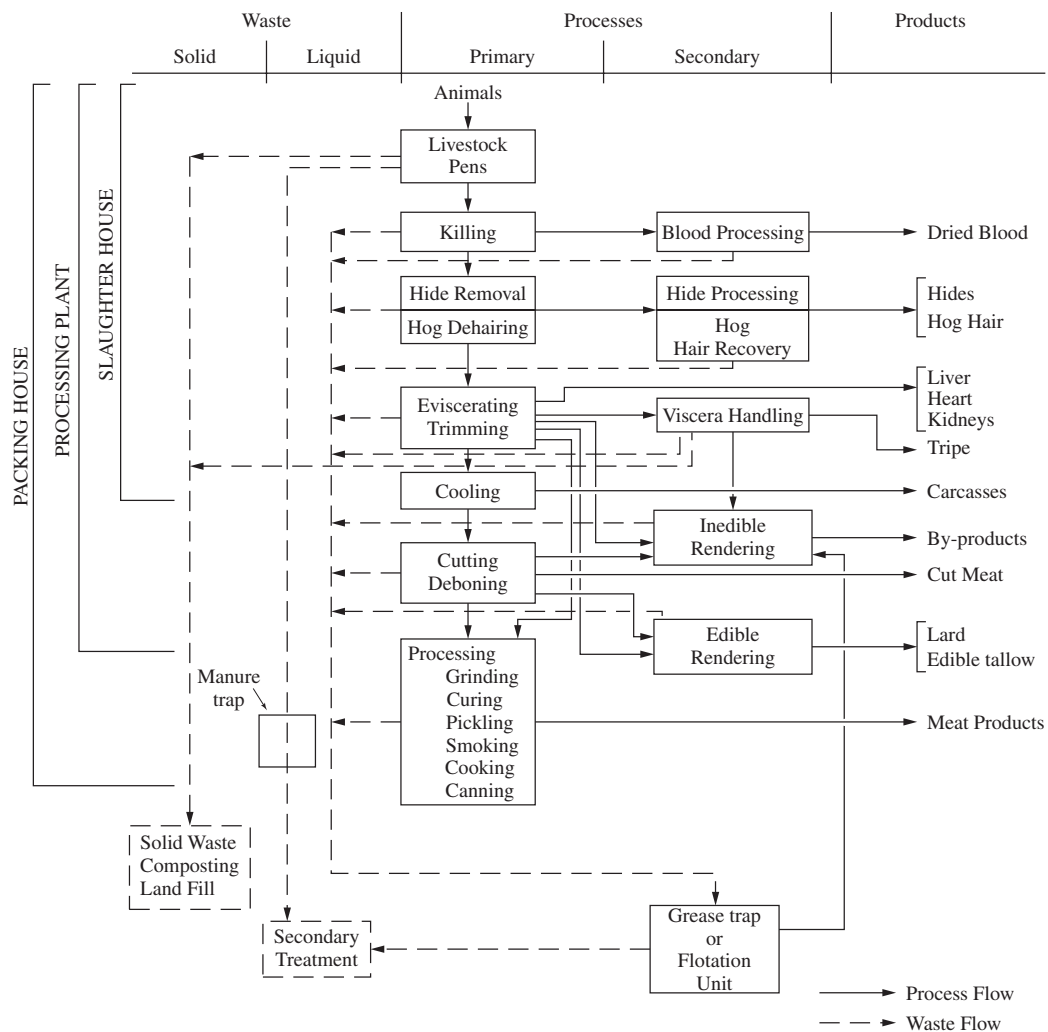 Waste
Processes
Products
Solid
Liquid
Primary
Secondary
PACKING HOUSE
PROCESSING PLANT
SLAUGHTER HOUSE
Animals
Livestock
Pens
Killing
Blood Processing
Dried Blood
Hide Removal
Hog Dehairing
Hide Processing
Hog
Hair Recovery
Hides
Hog Hair
Eviscerating
Trimming
Viscera Handling
Liver
Heart
Kidneys
Tripe
Cooling
Carcasses
Inedible
Rendering
By-products
Cutting
Deboning
Cut Meat
Edible
Rendering
Lard
Edible tallow
Processing
Grinding
Curing
Pickling
Smoking
Cooking
Canning
Meat Products
Manure
trap
Solid Waste
Composting
Land Fill
Secondary
Treatment
Grease trap
or
Flotation
Unit
Process Flow
Waste Flow